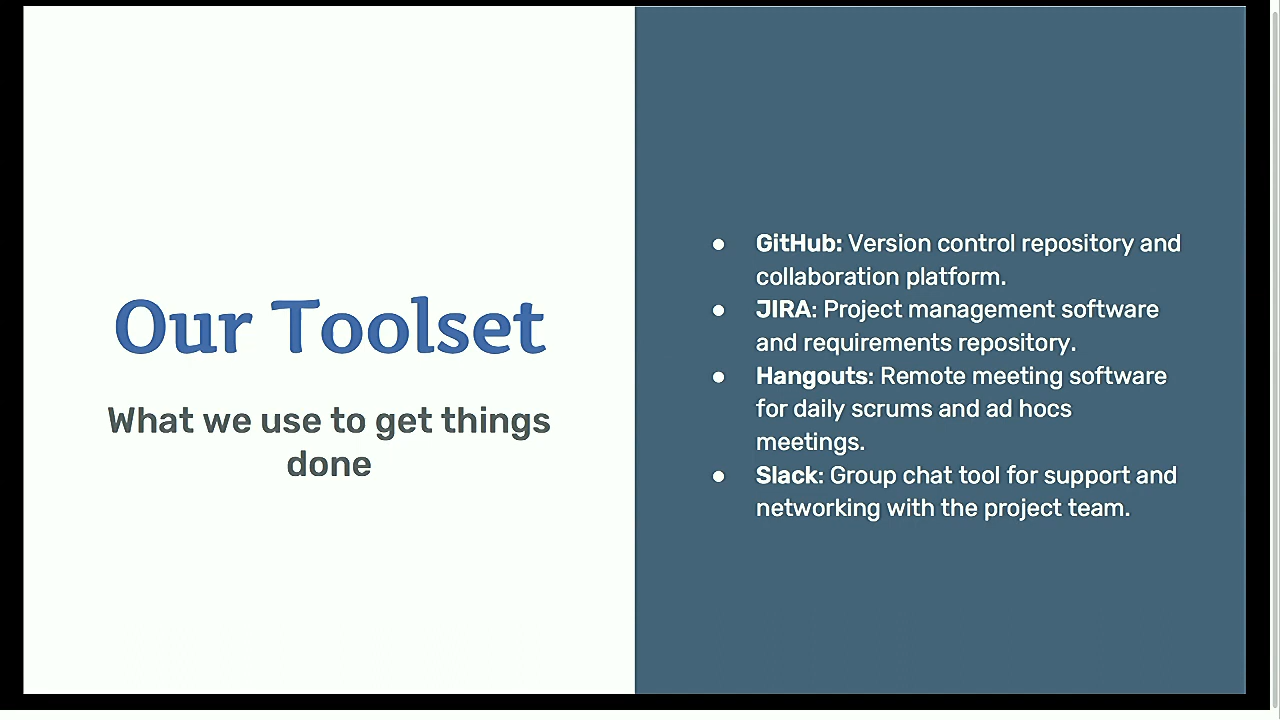 Our Toolset
What we use to get things
done
● GitHub: Version control repository and
collaboration platform.
● JIRA: Project management software
and requirements repository.
● Hangouts: Remote meeting software
for daily scrums and ad hocs
meetings.
● Slack: Group chat tool for support and
networking with the project team.